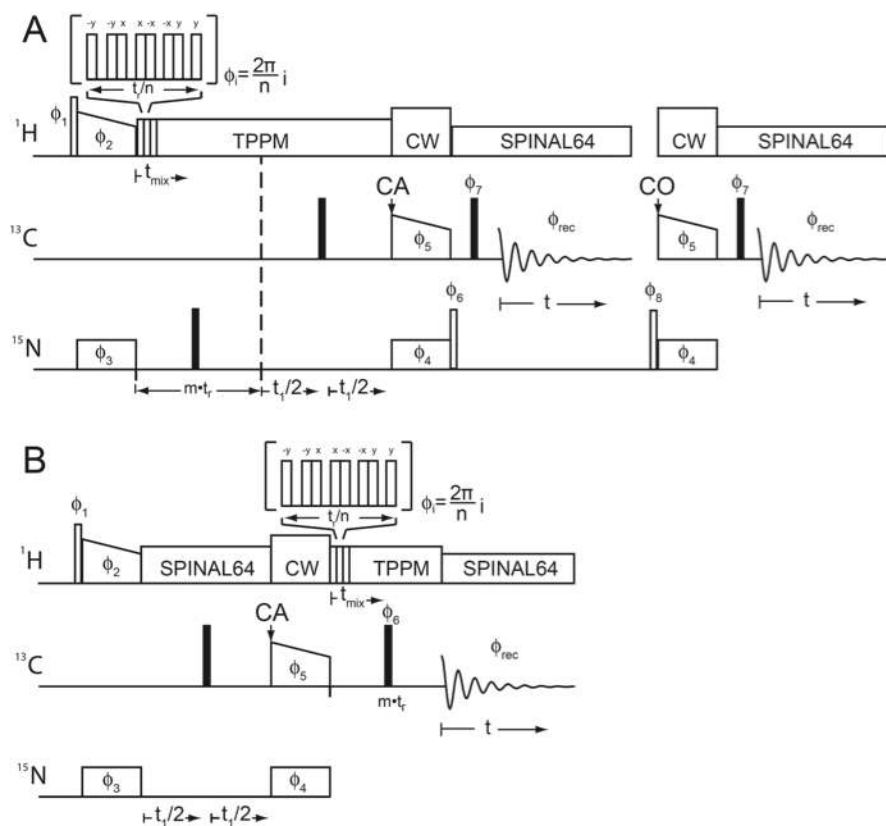 A
-y -y x x -x -x y y
tr/n
ϕi = 2π/n i
1H
ϕ1
ϕ2
TPPM
CW
SPINAL64
CW
SPINAL64
tmix
13C
CA
ϕ5
ϕ7
ϕrec
t
CO
ϕ5
ϕ7
ϕrec
t
15N
ϕ3
ϕ4
ϕ6
ϕ8
ϕ4
m•tr
t1/2
t1/2
B
-y -y x x -x -x y y
tr/n
ϕi = 2π/n i
1H
ϕ1
ϕ2
SPINAL64
CW
TPPM
SPINAL64
tmix
13C
CA
ϕ5
ϕ6
m•tr
ϕrec
t
15N
ϕ3
ϕ4
t1/2
t1/2